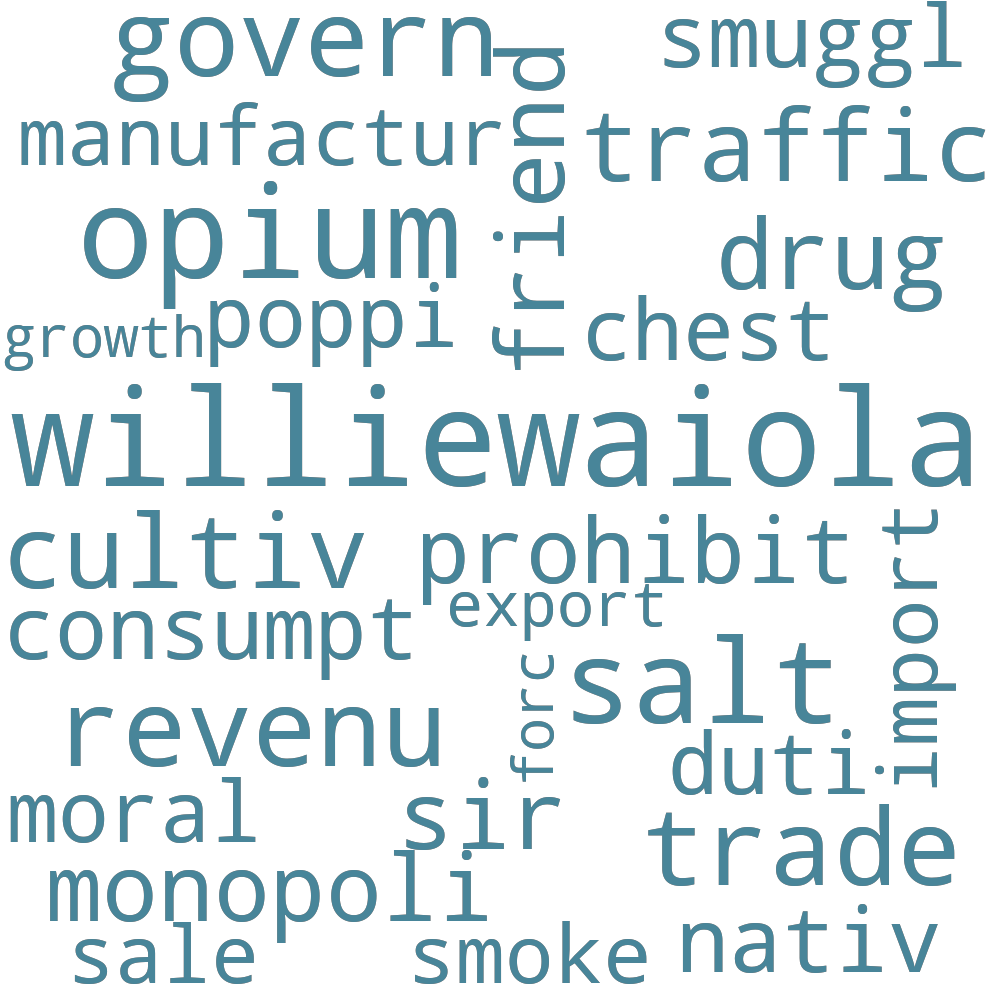 govern
smuggl
friend
manufactur
traffic
opium
drug
poppi
chest
growth
williewaiola
cultiv
prohibit
import
export
consumpt
salt
forc
revenu
duti
moral
sir
trade
monopoli
nativ
sale
smoke